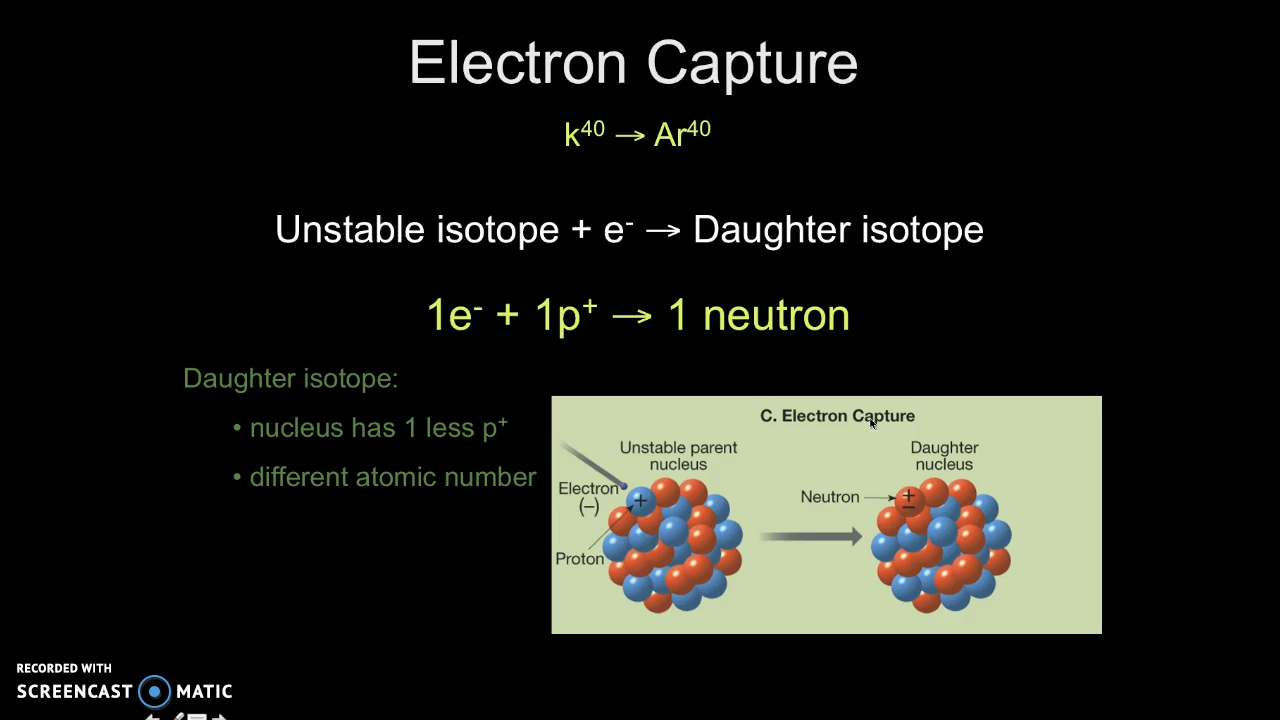 Electron Capture
k⁴⁰ → Ar⁴⁰
Unstable isotope + e⁻ → Daughter isotope
1e⁻ + 1p⁺ → 1 neutron
Daughter isotope:
• nucleus has 1 less p⁺
• different atomic number
C. Electron Capture
Unstable parent
nucleus
Daughter
nucleus
Electron
(–)
+
Proton
Neutron
±
RECORDED WITH
SCREENCAST MATIC